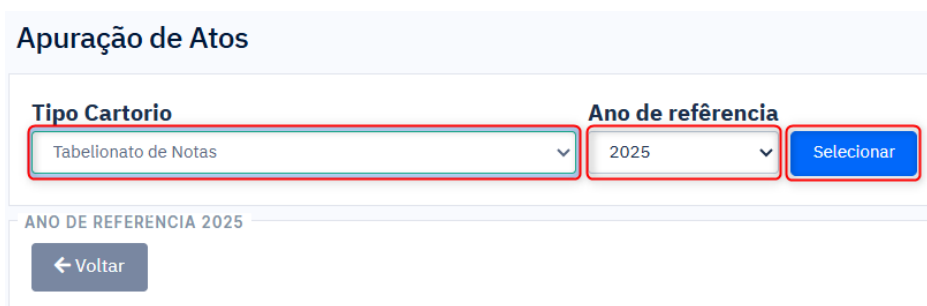 Apuração de Atos
Tipo Cartorio
Ano de refêrencia
Tabelionato de Notas
2025
Selecionar
ANO DE REFERENCIA 2025
Voltar